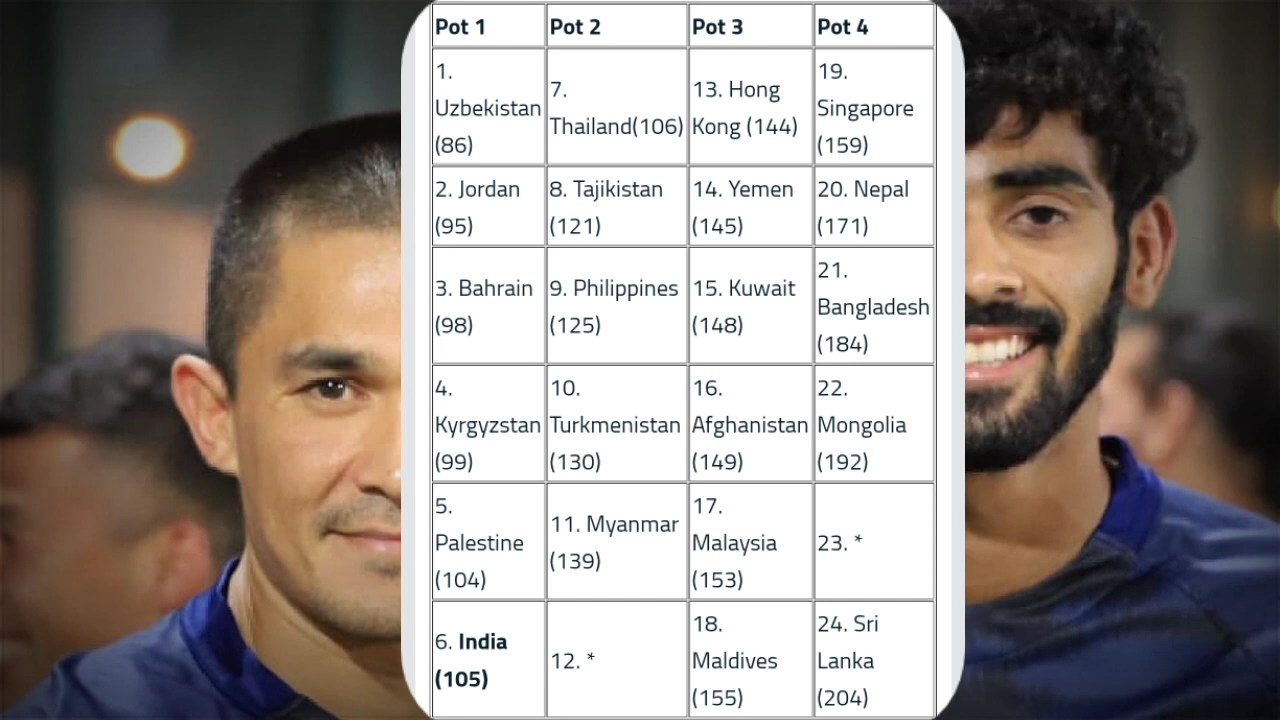 Pot 1 Pot 2 Pot 3 Pot 4
1. Uzbekistan (86) 7. Thailand(106) 13. Hong Kong (144) 19. Singapore (159)
2. Jordan (95) 8. Tajikistan (121) 14. Yemen (145) 20. Nepal (171)
3. Bahrain (98) 9. Philippines (125) 15. Kuwait (148) 21. Bangladesh (184)
4. Kyrgyzstan (99) 10. Turkmenistan (130) 16. Afghanistan (149) 22. Mongolia (192)
5. Palestine (104) 11. Myanmar (139) 17. Malaysia (153) 23. *
6. India (105) 12. * 18. Maldives (155) 24. Sri Lanka (204)